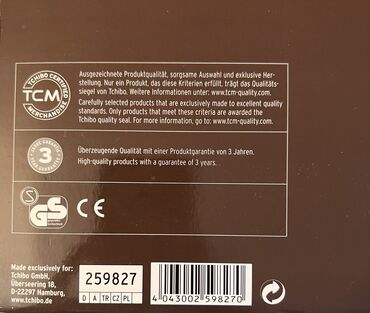 TCHIBO CERTIFIED
TCM
MERCHANDISE
Ausgezeichnete Produktqualität, sorgsame Auswahl und exklusive Her-
stellung. Nur ein Produkt, das diese Kriterien erfüllt, trägt das Qualitäts-
siegel von Tchibo. Weitere Informationen unter: www.tcm-quality.com.
Carefully selected products that are exclusively made to excellent quality
standards. Only products that meet these criteria are awarded the
Tchibo quality seal. For more information, go to: www.tcm-quality.com.
3
Überzeugende Qualität mit einer Produktgarantie von 3 Jahren.
High-quality products with a guarantee of 3 years.
GS
CE
Made exclusively for:
Tchibo GmbH,
Überseering 18,
D-22297 Hamburg,
www.tchibo.de
259827
D A TR CZ PL
4 043002 598270